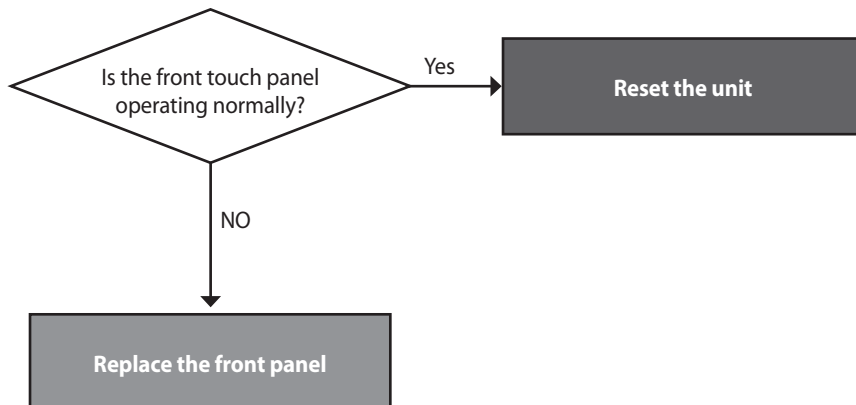 Is the front touch panel
operating normally?
Yes
Reset the unit
NO
Replace the front panel